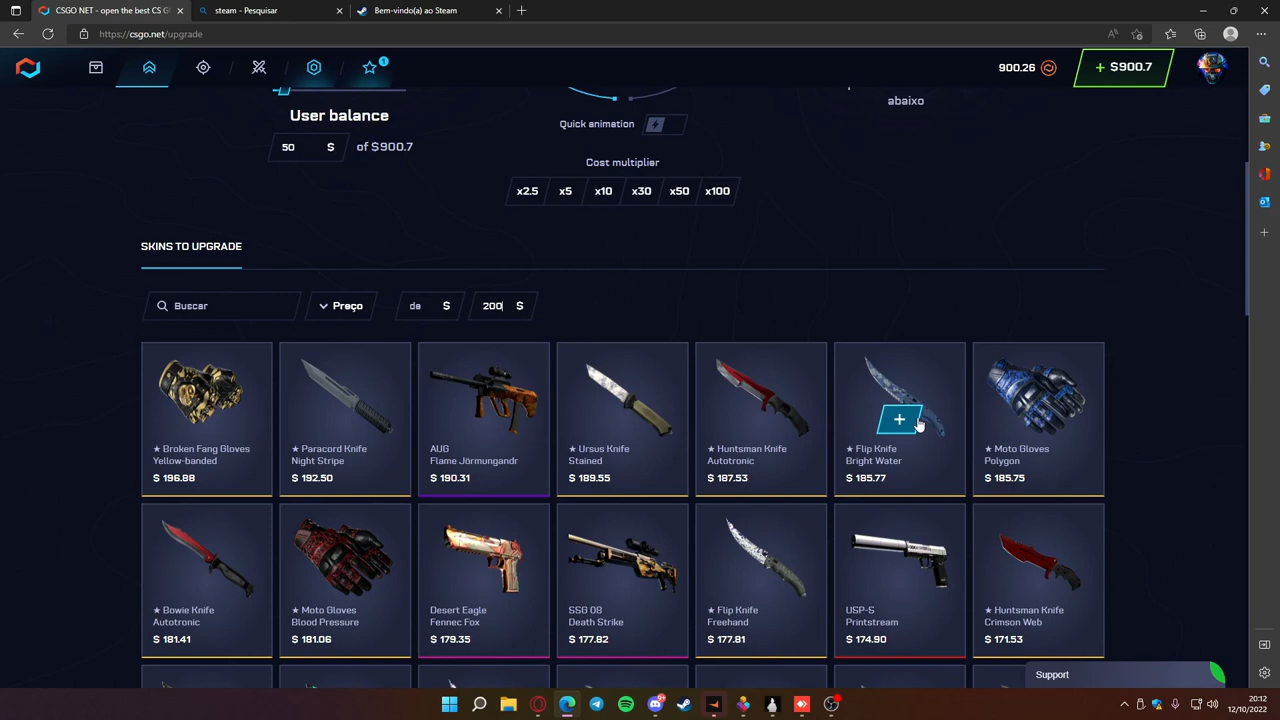 CSGO NET - open the best CS G
steam - Pesquisar
Bem-vindo(a) ao Steam
https://csgo.net/upgrade
1
900.26
+ $900.7
abaixo
User balance
Quick animation
50 $ of $900.7
Cost multiplier
x2.5 x5 x10 x30 x50 x100
SKINS TO UPGRADE
Buscar
Preço
de $
200 $
★ Broken Fang Gloves
Yellow-banded
$ 196.88
★ Paracord Knife
Night Stripe
$ 192.50
AUG
Flame Jörmungandr
$ 190.31
★ Ursus Knife
Stained
$ 189.55
★ Huntsman Knife
Autotronic
$ 187.53
★ Flip Knife
Bright Water
$ 185.77
★ Moto Gloves
Polygon
$ 185.75
★ Bowie Knife
Autotronic
$ 181.41
★ Moto Gloves
Blood Pressure
$ 181.06
Desert Eagle
Fennec Fox
$ 179.35
SSG 08
Death Strike
$ 177.82
★ Flip Knife
Freehand
$ 177.81
USP-S
Printstream
$ 174.90
★ Huntsman Knife
Crimson Web
$ 171.53
Support
20:12
12/10/2022